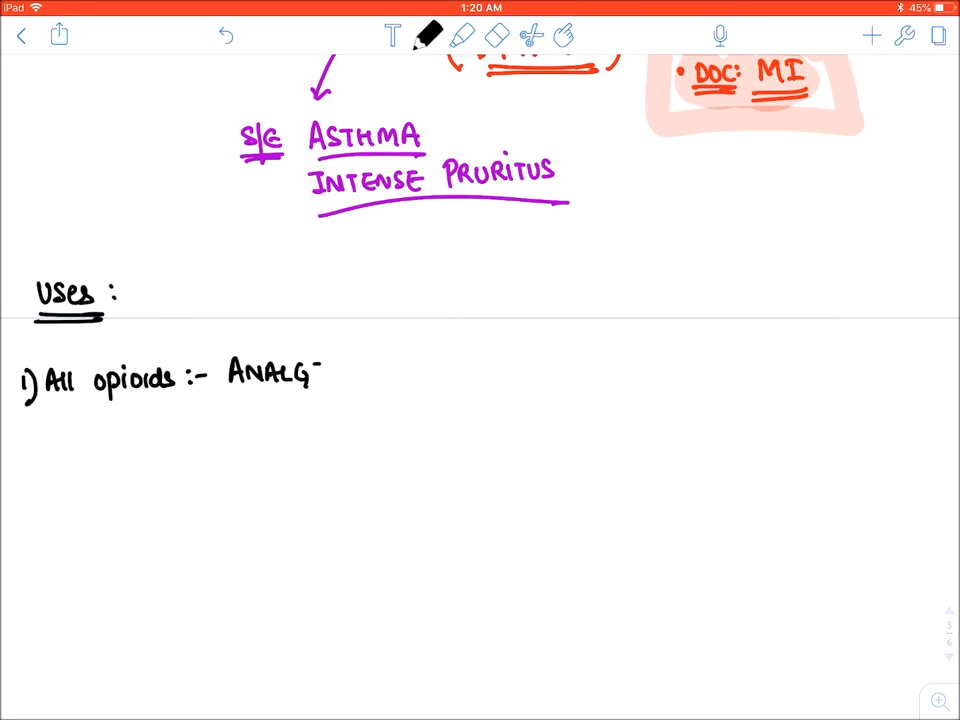 iPad 1:20 AM 45%
T
• DOC: MI
S/E ASTHMA
INTENSE PRURITUS
Uses :
1) All opioids :- ANALG
5
6